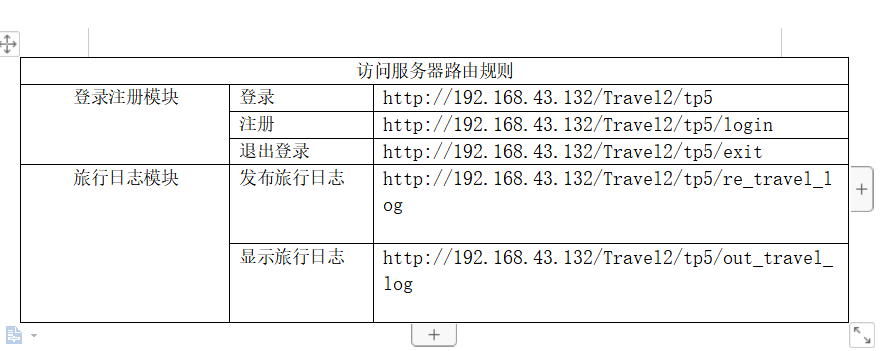 访问服务器路由规则
登录注册模块 登录 http://192.168.43.132/Travel2/tp5
注册 http://192.168.43.132/Travel2/tp5/login
退出登录 http://192.168.43.132/Travel2/tp5/exit
旅行日志模块 发布旅行日志 http://192.168.43.132/Travel2/tp5/re_travel_l
og
显示旅行日志 http://192.168.43.132/Travel2/tp5/out_travel_
log